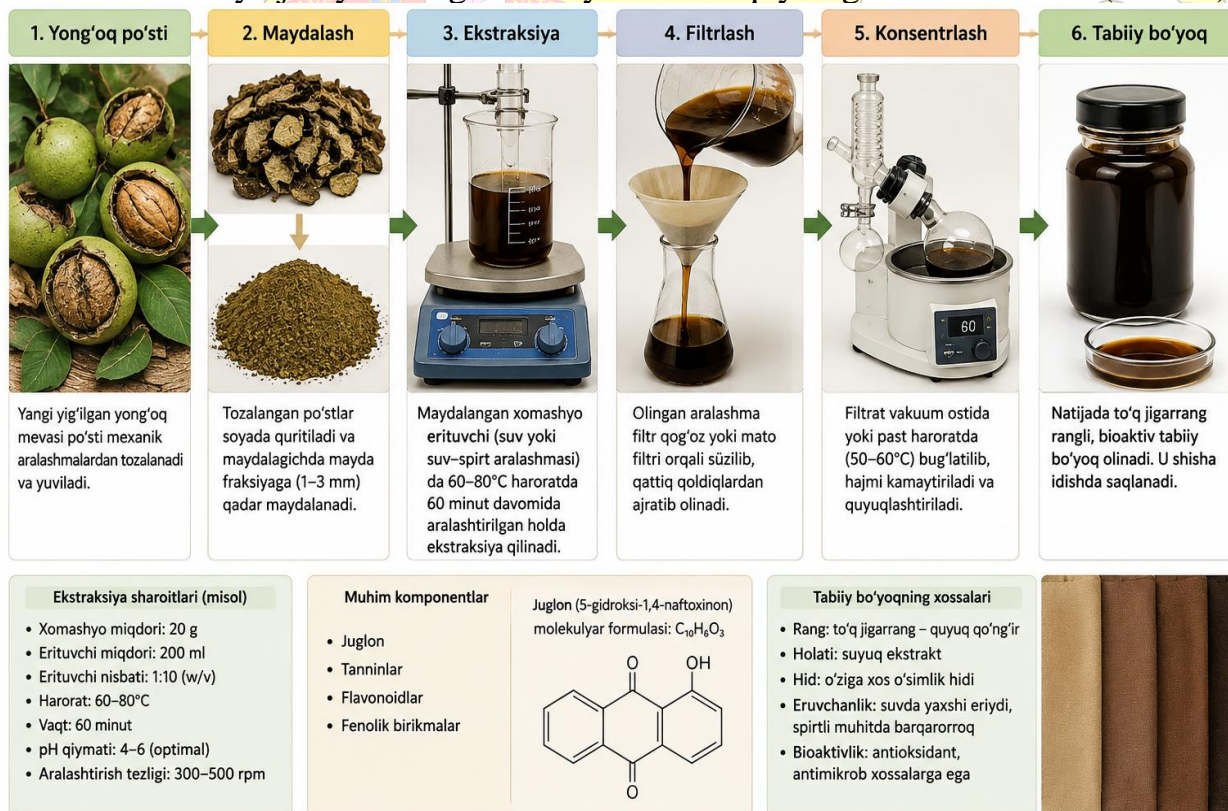 1. Yong‘oq po‘sti
2. Maydalash
3. Ekstraksiya
4. Filtrlash
5. Konsentrlash
6. Tabiiy bo‘yoq
60
Yangi yig‘ilgan yong‘oq
mevasi po‘sti mexanik
aralashmalardan tozalanadi
va yuviladi.
Tozalangan po‘stlar
soyada quritiladi va
maydalagichda mayda
fraksiyaga (1–3 mm)
qadar maydalanadi.
Maydalangan xomashyo
erituvchi (suv yoki
suv–spirt aralashmasi)
da 60–80°C haroratda
60 minut davomida
aralashtirilgan holda
ekstraksiya qilinadi.
Olingan aralashma
filtr qog‘oz yoki mato
filtri orqali süzilib,
qattiq qoldiqlardan
ajratib olinadi.
Filtrat vakuum ostida
yoki past haroratda
(50–60°C) bug‘latilib,
hajmi kamaytiriladi va
quyuqlashtiriladi.
Natijada to‘q jigarrang
rangli, bioaktiv tabiiy
bo‘yoq olinadi. U shisha
idishda saqlanadi.
Ekstraksiya sharoitlari (misol)
• Xomashyo miqdori: 20 g
• Erituvchi miqdori: 200 ml
• Erituvchi nisbati: 1:10 (w/v)
• Harorat: 60–80°C
• Vaqt: 60 minut
• pH qiymati: 4–6 (optimal)
• Aralashtirish tezligi: 300–500 rpm
Muhim komponentlar
• Juglon
• Tanninlar
• Flavonoidlar
• Fenolik birikmalar
Juglon (5-gidroksi-1,4-naftoxinon)
molekulyar formulasi: C₁₀H₆O₃
O
OH
O
Tabiiy bo‘yoqning xossalari
• Rang: to‘q jigarrang – quyuq qo‘ng‘ir
• Holati: suyuq ekstrakt
• Hid: o‘ziga xos o‘simlik hidi
• Eruvchanlik: suvda yaxshi eriydi,
spirtli muhitda barqarorroq
• Bioaktivlik: antioksidant,
antimikrob xossalarga ega